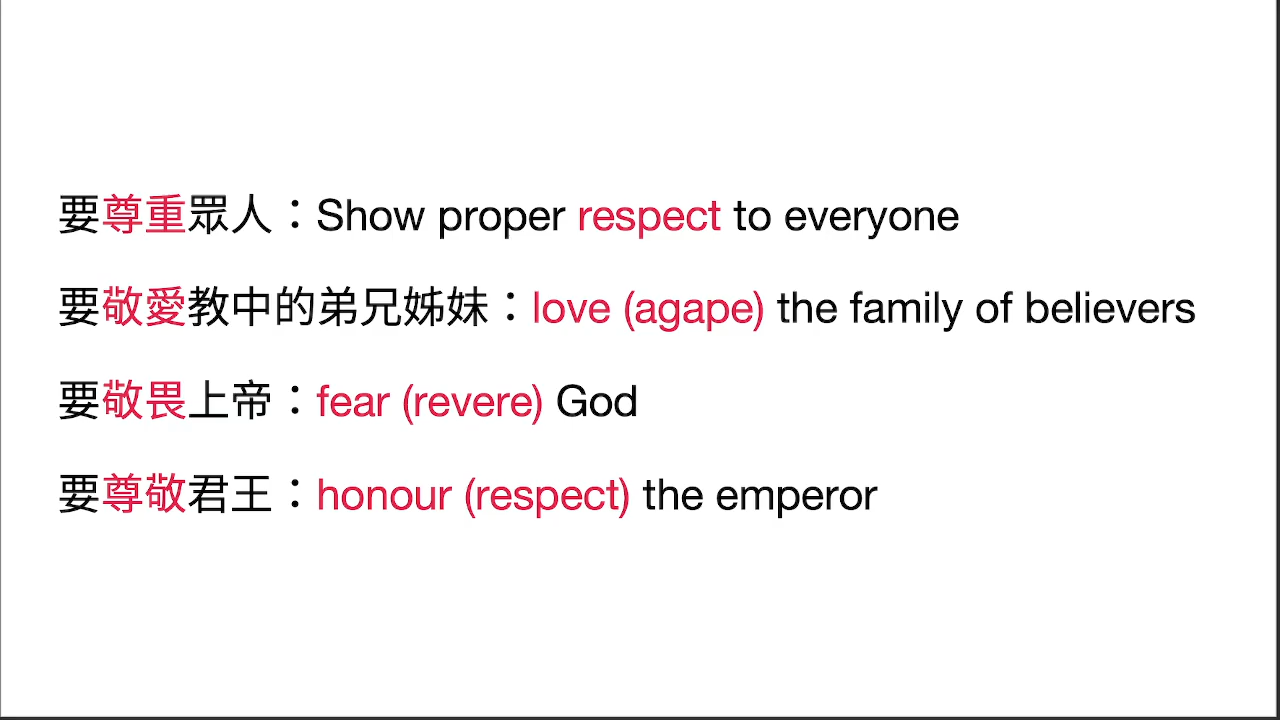 要尊重眾人：Show proper respect to everyone
要敬愛教中的弟兄姊妹：love (agape) the family of believers
要敬畏上帝：fear (revere) God
要尊敬君王：honour (respect) the emperor